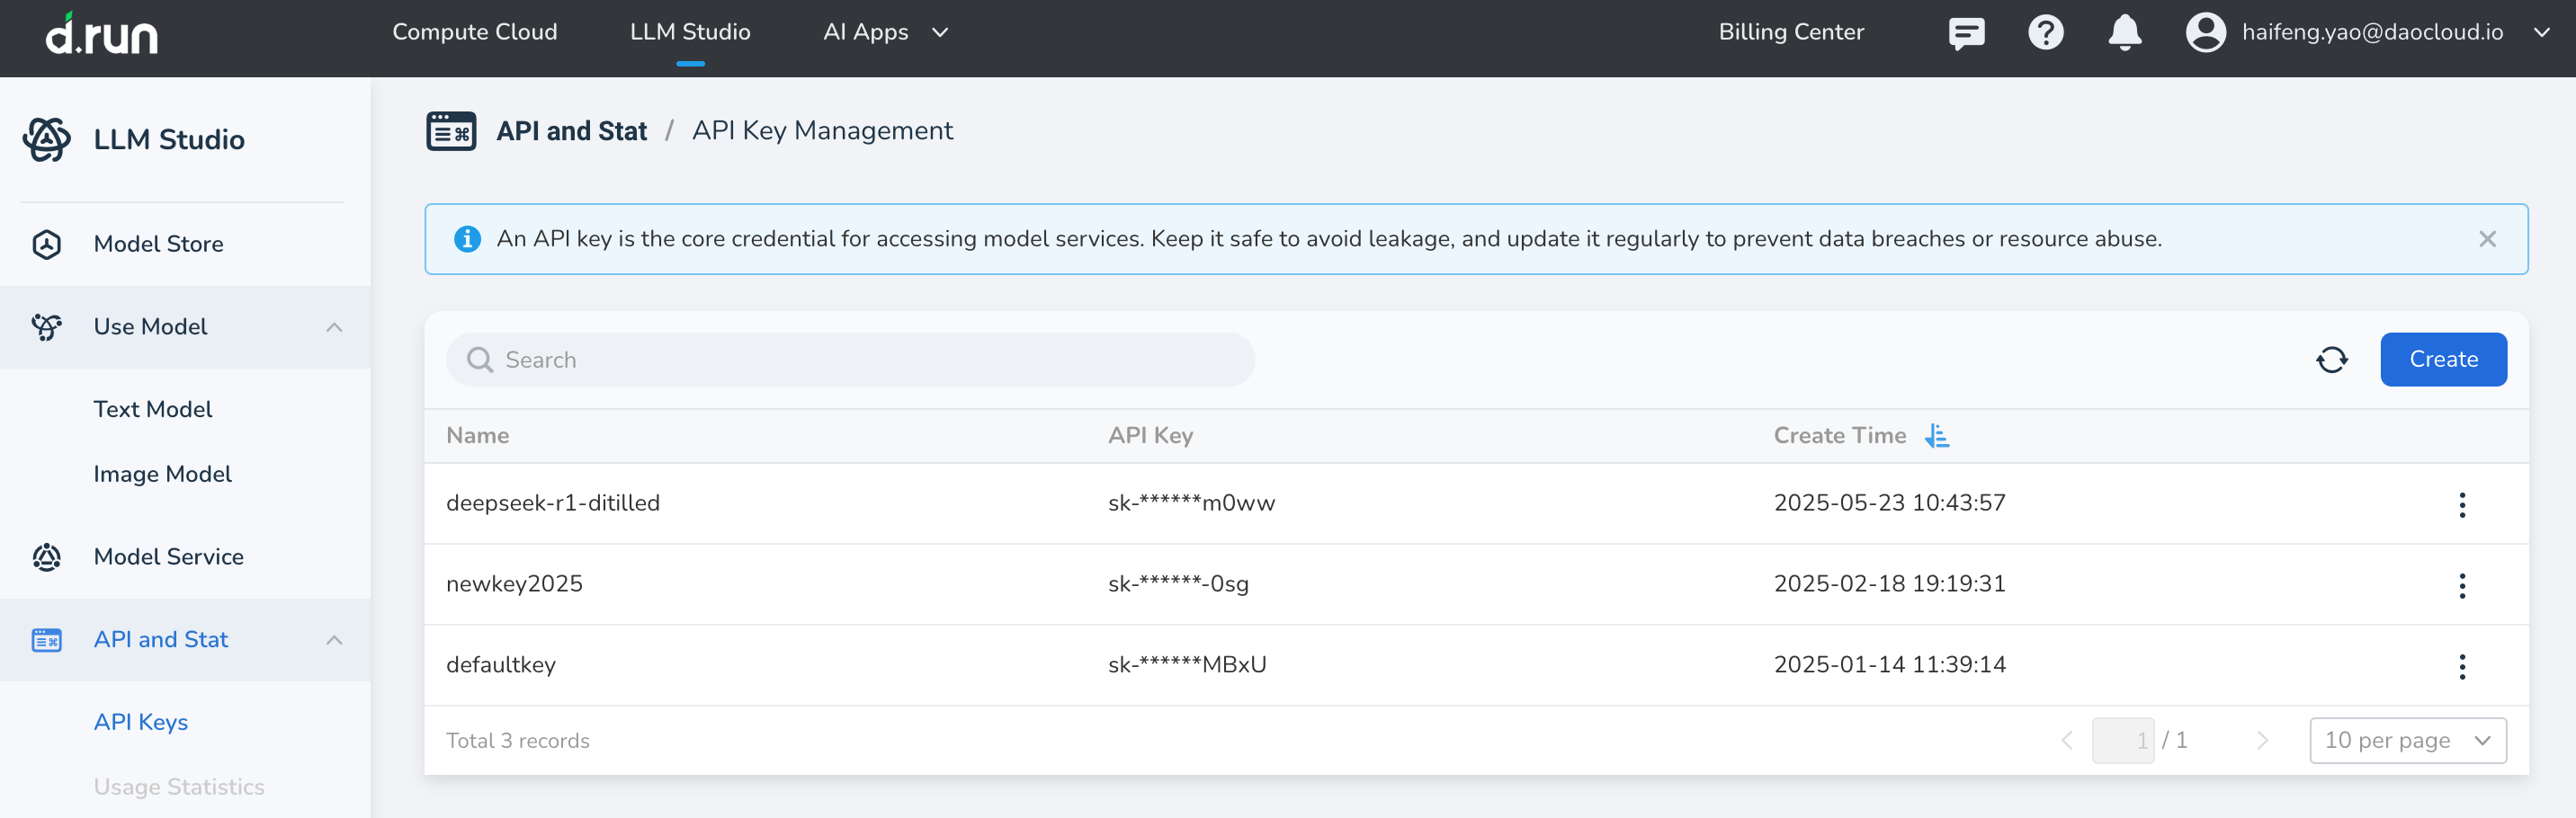 d.run
Compute Cloud
LLM Studio
AI Apps
Billing Center
haifeng.yao@daocloud.io
LLM Studio
Model Store
Use Model
Text Model
Image Model
Model Service
API and Stat
API Keys
Usage Statistics
API and Stat / API Key Management
An API key is the core credential for accessing model services. Keep it safe to avoid leakage, and update it regularly to prevent data breaches or resource abuse.
Search
Create
Name API Key Create Time
deepseek-r1-ditilled sk-******m0ww 2025-05-23 10:43:57
newkey2025 sk-******-0sg 2025-02-18 19:19:31
defaultkey sk-******MBxU 2025-01-14 11:39:14
Total 3 records 1 / 1 10 per page